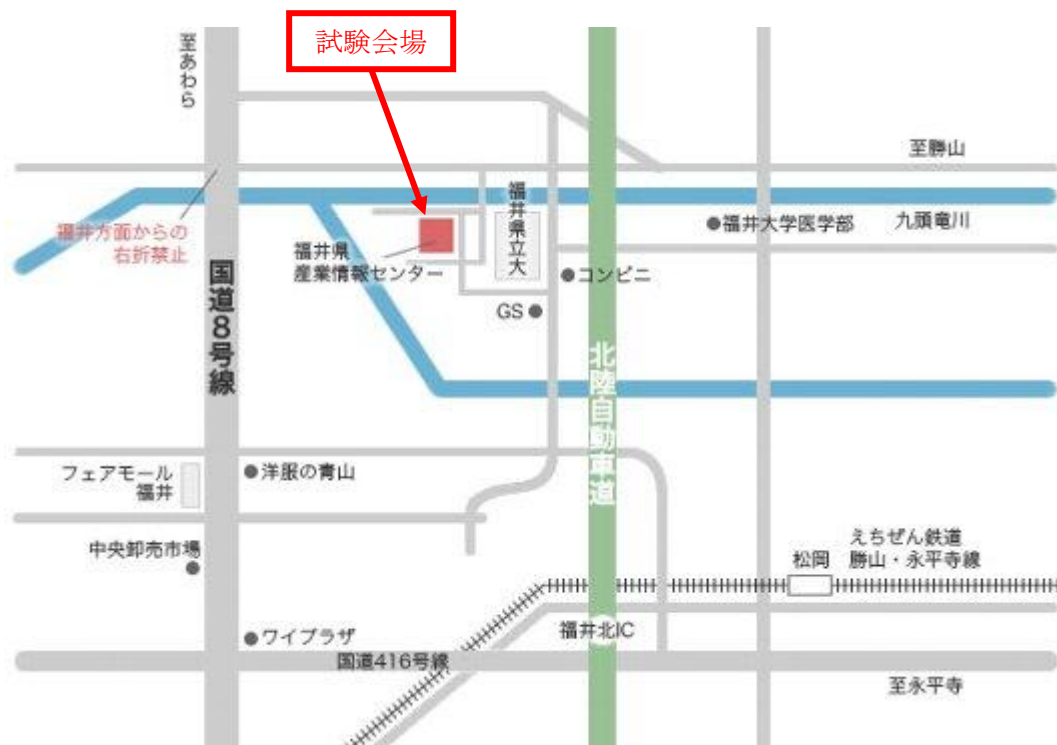 試験会場
至あわら
至勝山
福井方面からの
右折禁止
福井県立大
福井大学医学部
九頭竜川
福井県
産業情報センター
コンビニ
GS
国道8号線
北陸自動車道
フェアモール
福井
洋服の青山
中央卸売市場
えちぜん鉄道
松岡
勝山・永平寺線
ワイプラザ
福井北IC
国道416号線
至永平寺